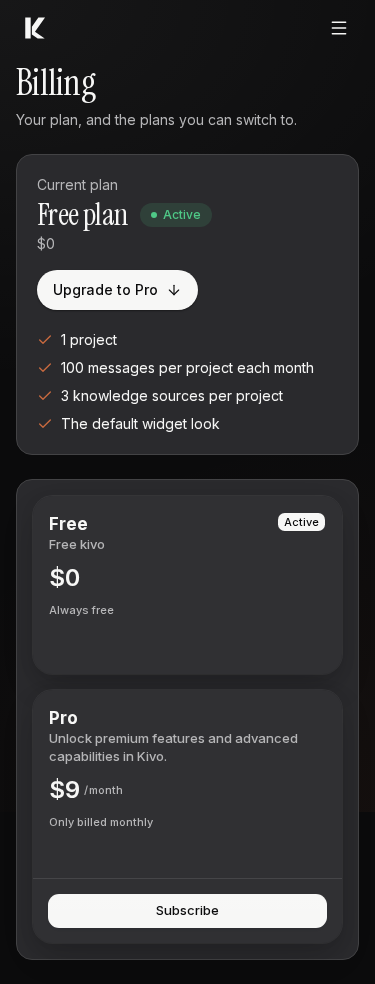 K
Billing
Your plan, and the plans you can switch to.
Current plan
Free plan
Active
$0
Upgrade to Pro
1 project
100 messages per project each month
3 knowledge sources per project
The default widget look
Free
Active
Free kivo
$0
Always free
Pro
Unlock premium features and advanced
capabilities in Kivo.
$9 /month
Only billed monthly
Subscribe